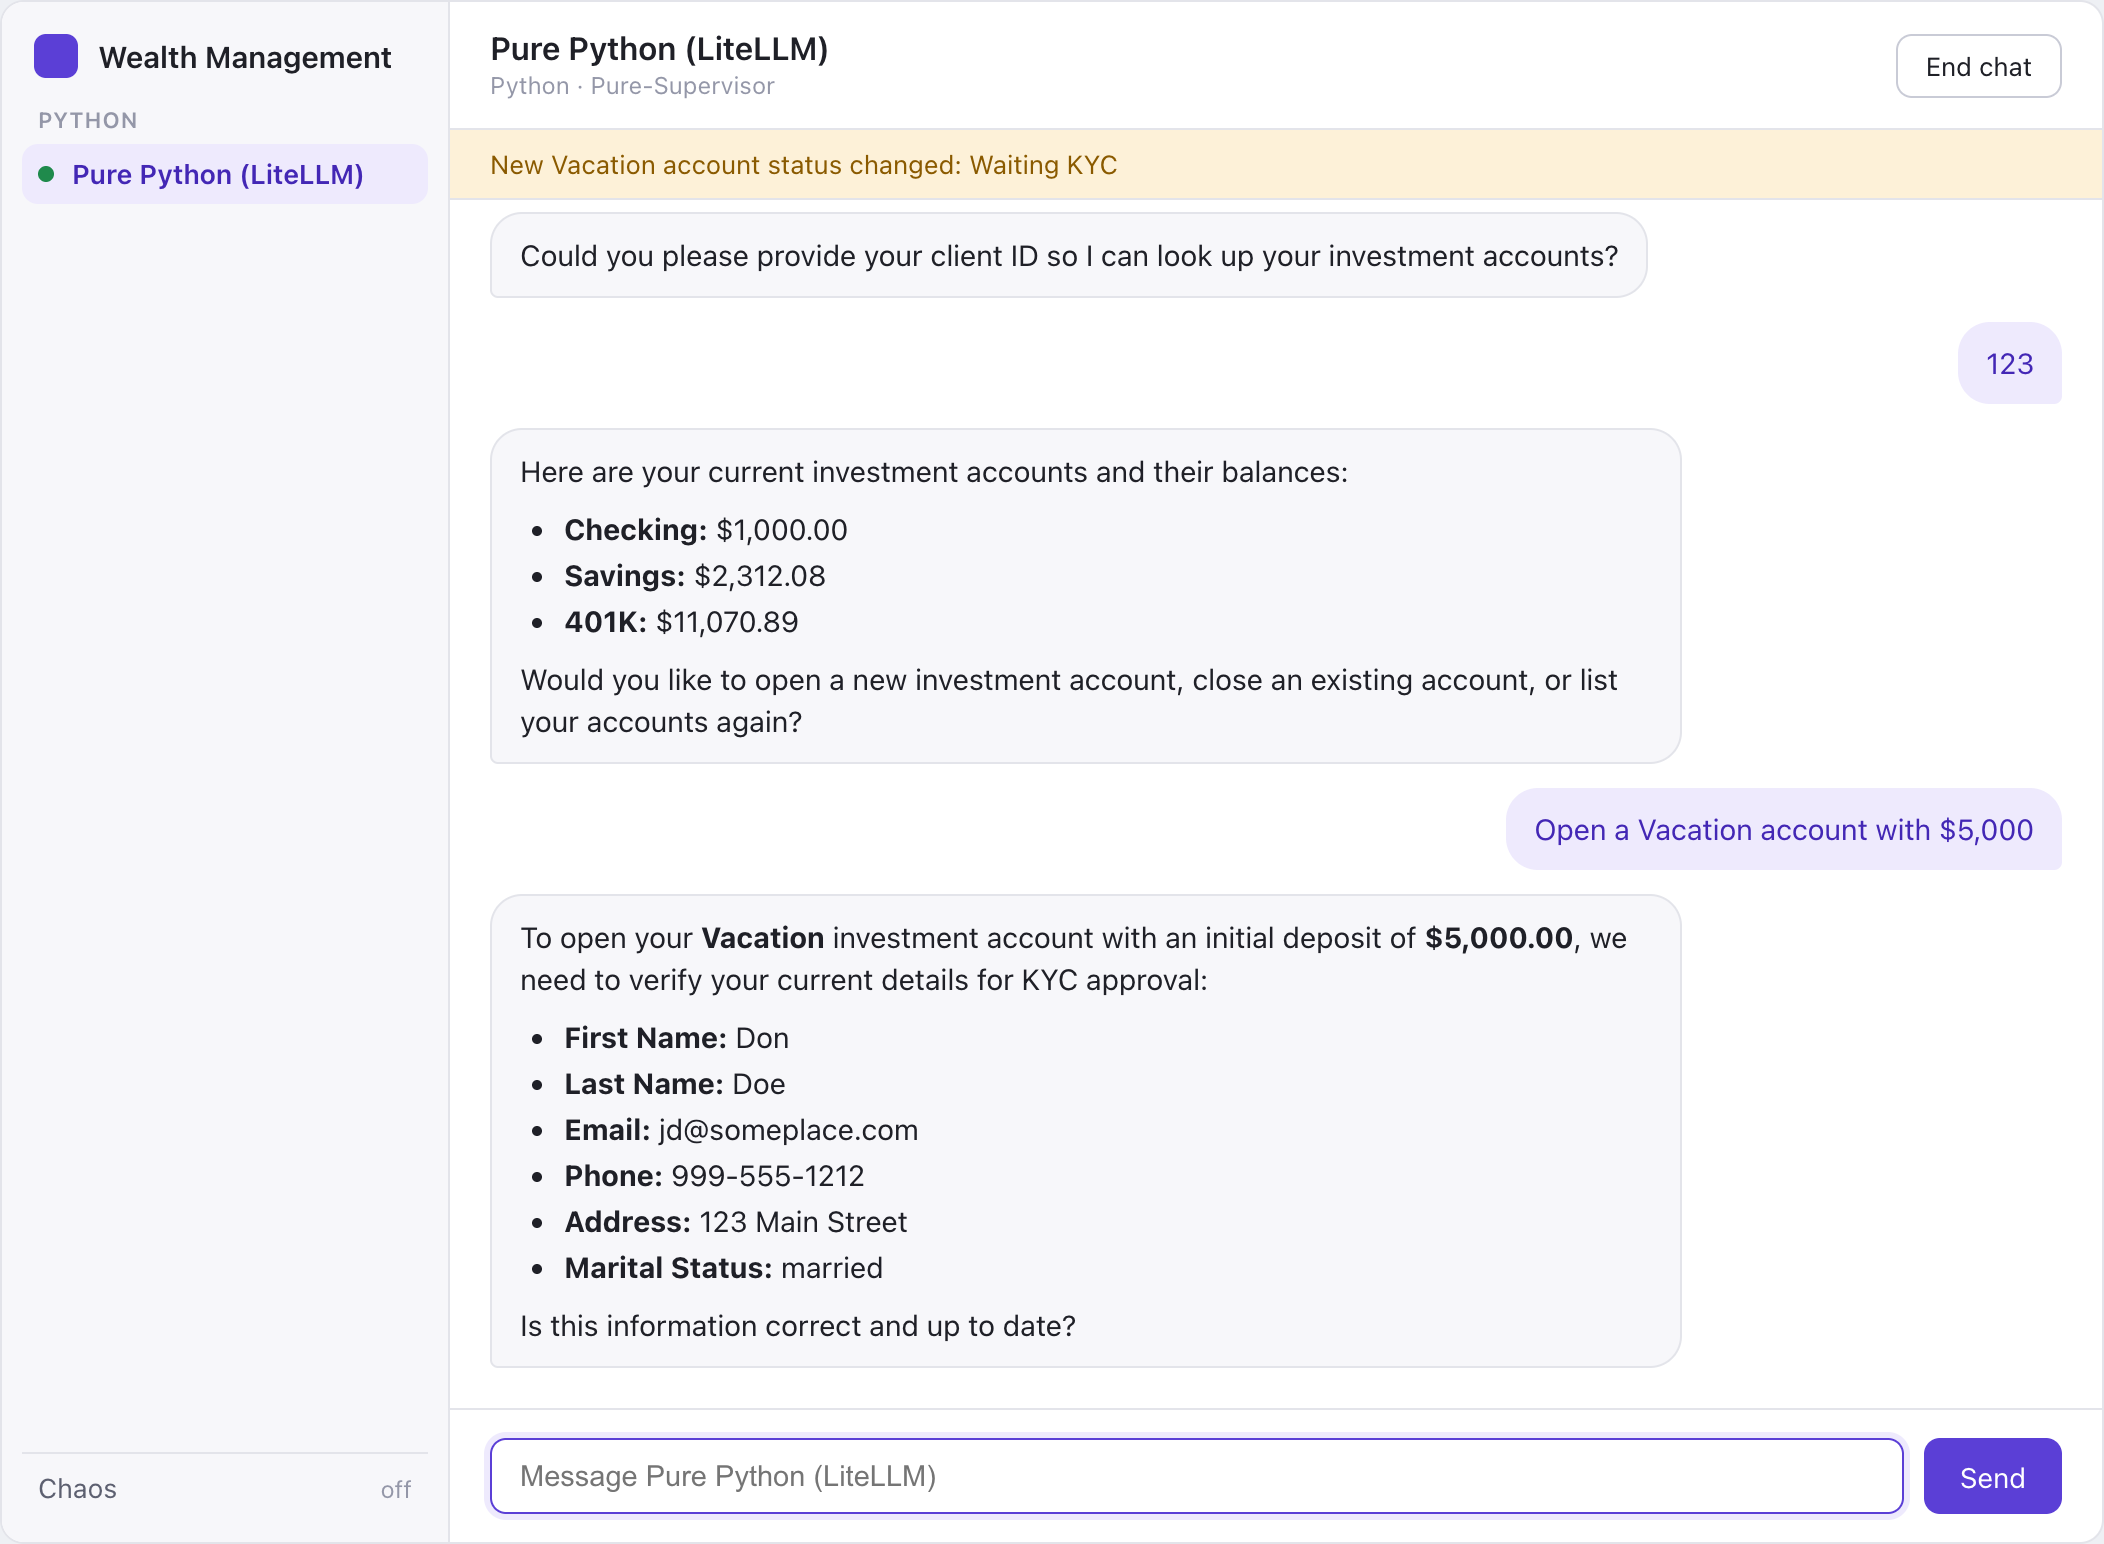 Wealth Management
PYTHON
Pure Python (LiteLLM)
Chaos
off
Pure Python (LiteLLM)
Python · Pure-Supervisor
End chat
New Vacation account status changed: Waiting KYC
Could you please provide your client ID so I can look up your investment accounts?
123
Here are your current investment accounts and their balances:
• Checking: $1,000.00
• Savings: $2,312.08
• 401K: $11,070.89
Would you like to open a new investment account, close an existing account, or list
your accounts again?
Open a Vacation account with $5,000
To open your Vacation investment account with an initial deposit of $5,000.00, we
need to verify your current details for KYC approval:
• First Name: Don
• Last Name: Doe
• Email: jd@someplace.com
• Phone: 999-555-1212
• Address: 123 Main Street
• Marital Status: married
Is this information correct and up to date?
Message Pure Python (LiteLLM)
Send